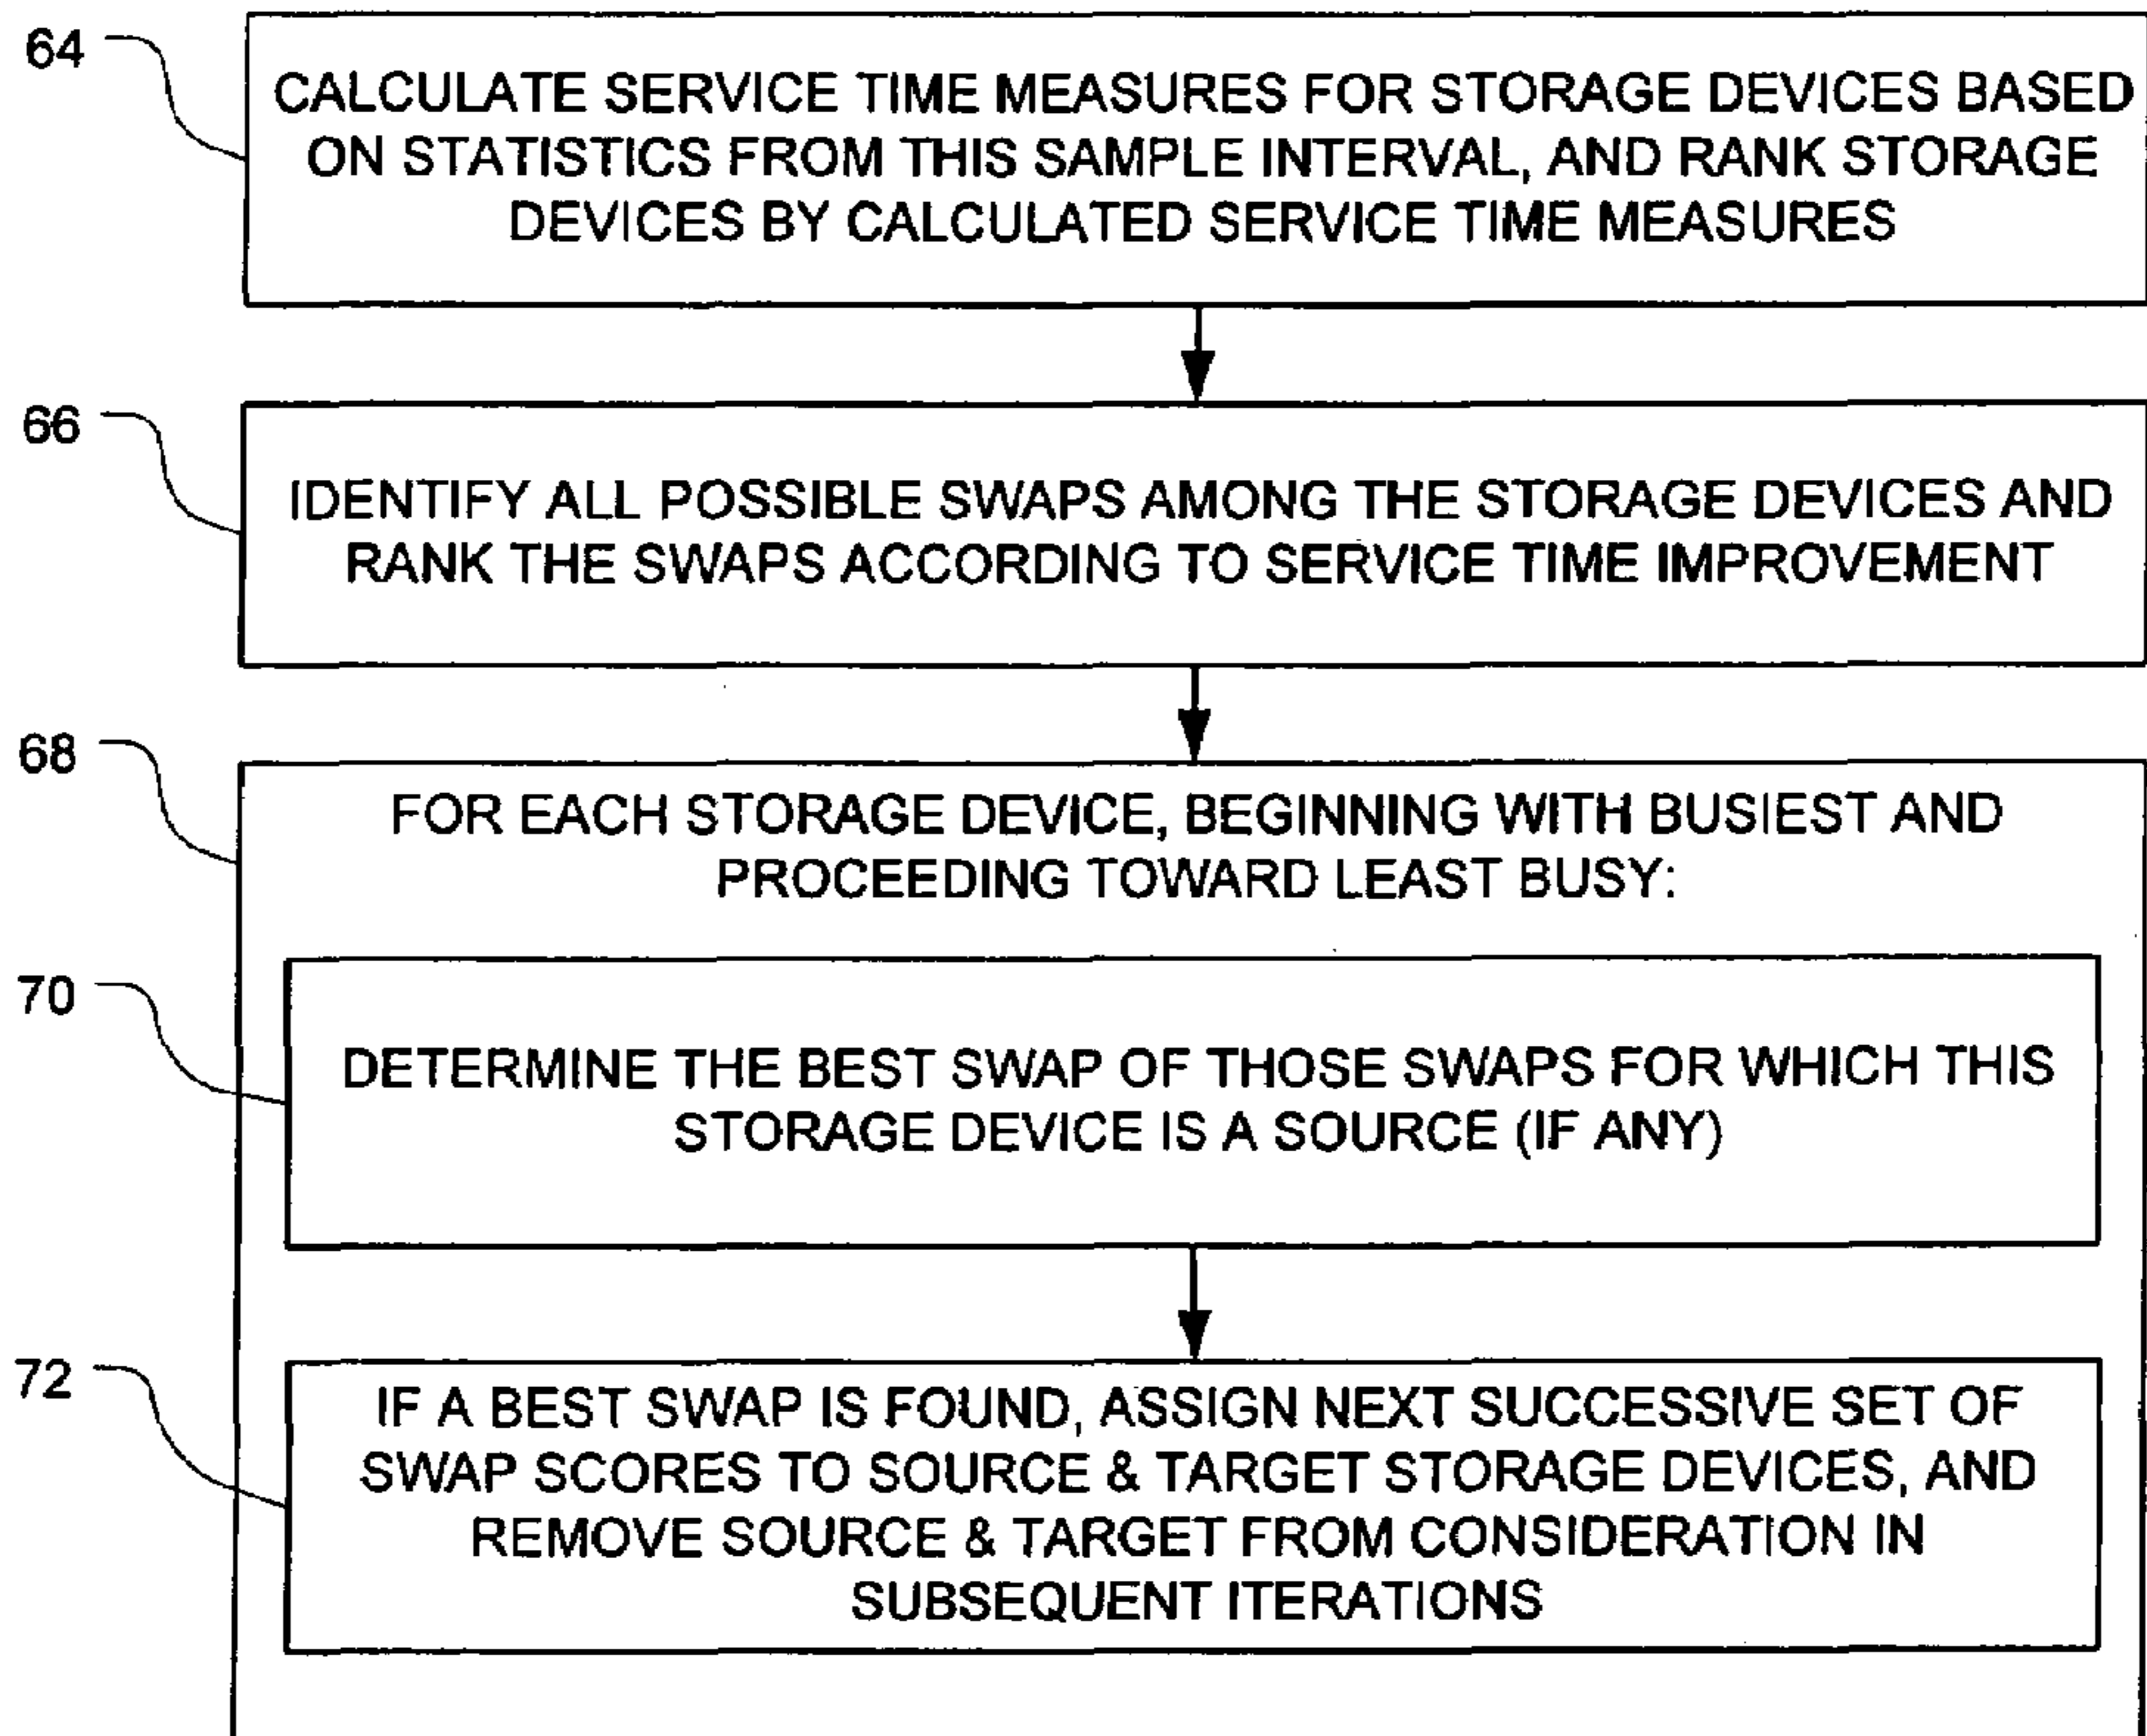 64
CALCULATE SERVICE TIME MEASURES FOR STORAGE DEVICES BASED
ON STATISTICS FROM THIS SAMPLE INTERVAL, AND RANK STORAGE
DEVICES BY CALCULATED SERVICE TIME MEASURES
66
IDENTIFY ALL POSSIBLE SWAPS AMONG THE STORAGE DEVICES AND
RANK THE SWAPS ACCORDING TO SERVICE TIME IMPROVEMENT
68
FOR EACH STORAGE DEVICE, BEGINNING WITH BUSIEST AND
PROCEEDING TOWARD LEAST BUSY:
70
DETERMINE THE BEST SWAP OF THOSE SWAPS FOR WHICH THIS
STORAGE DEVICE IS A SOURCE (IF ANY)
72
IF A BEST SWAP IS FOUND, ASSIGN NEXT SUCCESSIVE SET OF
SWAP SCORES TO SOURCE & TARGET STORAGE DEVICES, AND
REMOVE SOURCE & TARGET FROM CONSIDERATION IN
SUBSEQUENT ITERATIONS